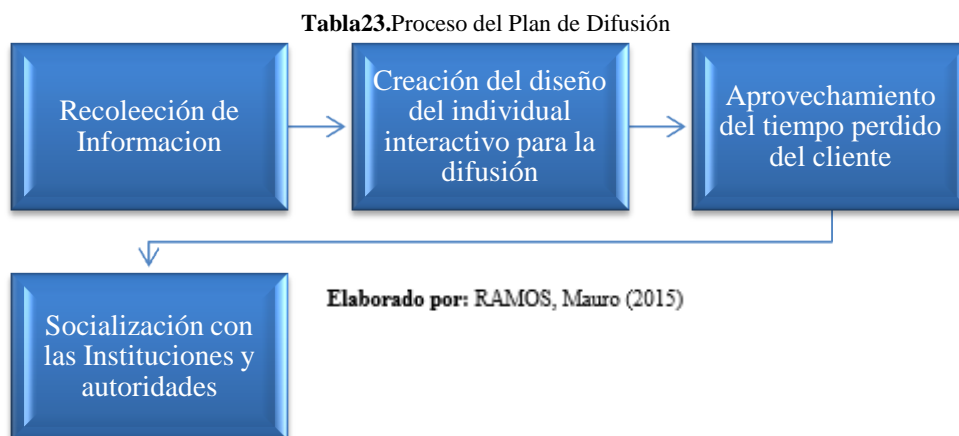 Tabla23.Proceso del Plan de Difusión
Recoleección de
Informacion
Creación del diseño
del individual
interactivo para la
difusión
Aprovechamiento
del tiempo perdido
del cliente
Socialización con
las Instituciones y
autoridades
Elaborado por: RAMOS, Mauro (2015)